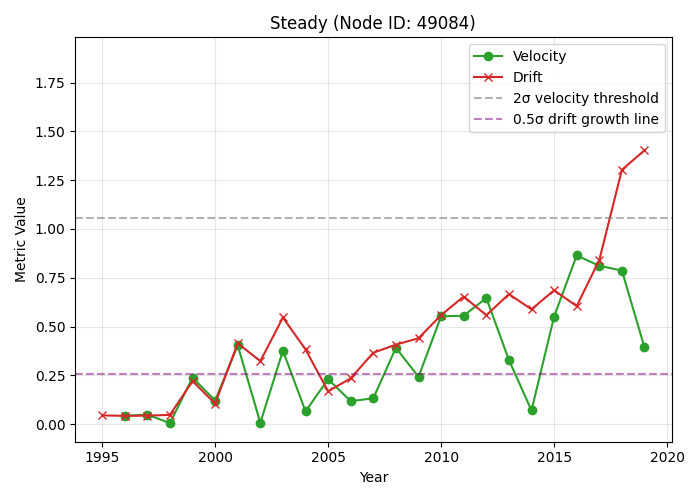 Steady (Node ID: 49084)
Velocity
Drift
2σ velocity threshold
0.5σ drift growth line
Metric Value
1.75
1.50
1.25
1.00
0.75
0.50
0.25
0.00
1995 2000 2005 2010 2015 2020
Year